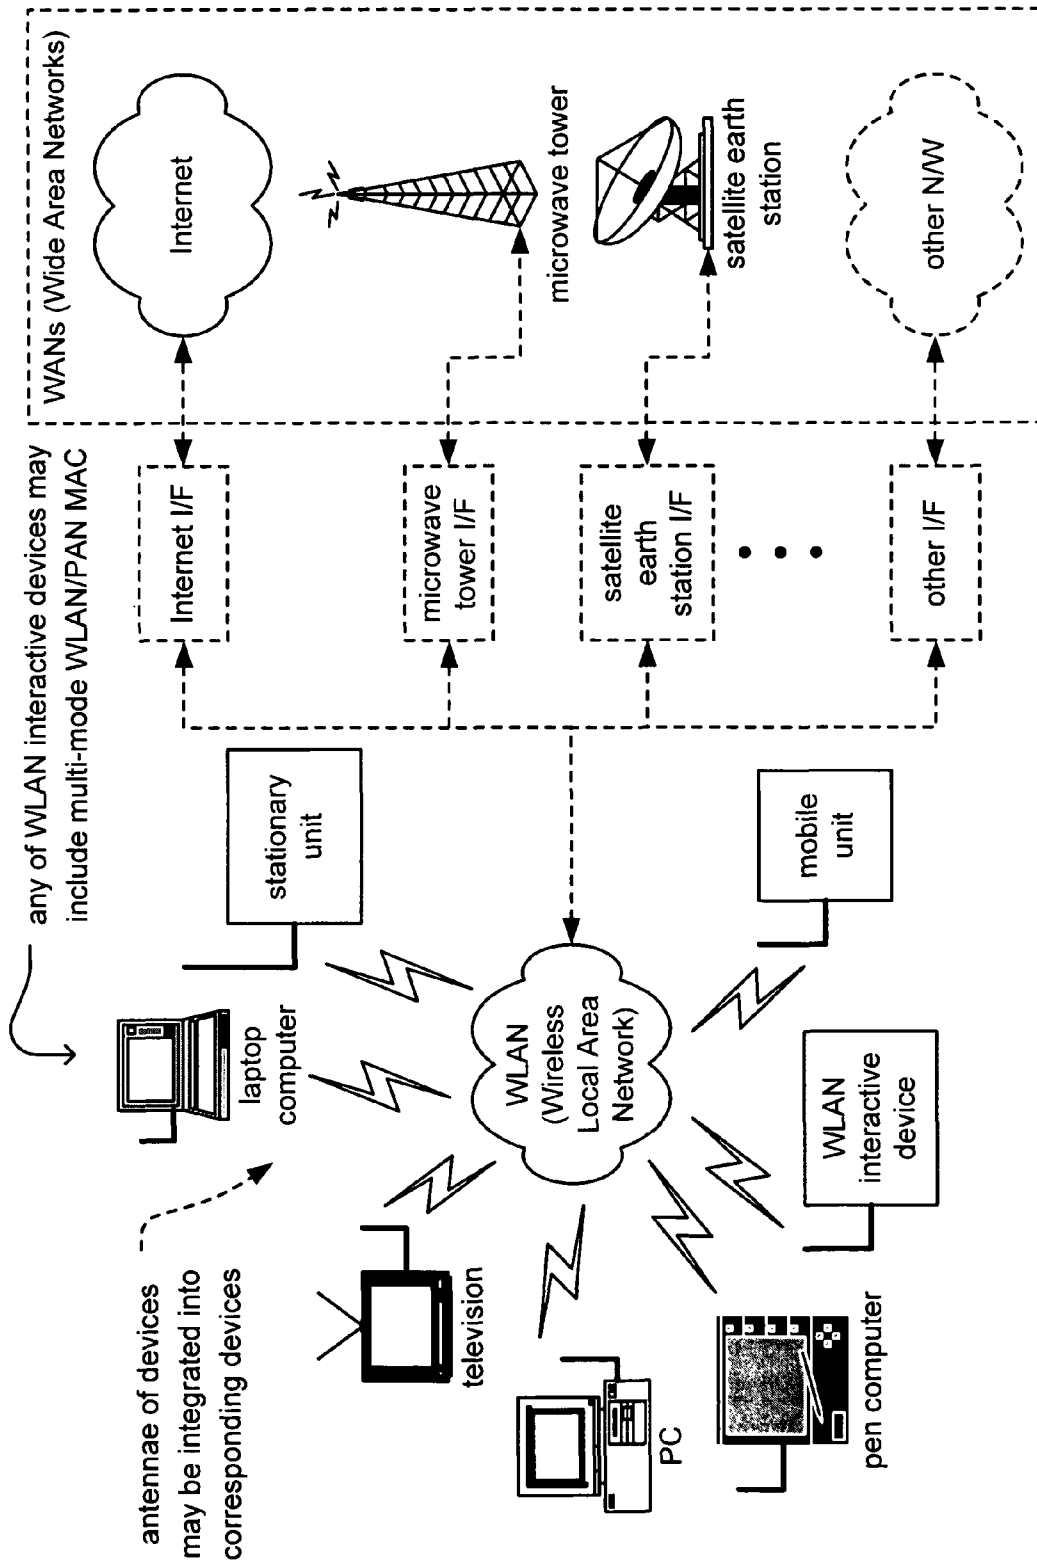 any of WLAN interactive devices may
include multi-mode WLAN/PAN MAC
antennae of devices
may be integrated into
corresponding devices
laptop
computer
stationary
unit
television
PC
pen computer
WLAN
(Wireless
Local Area
Network)
WLAN
interactive
device
mobile
unit
Internet I/F
microwave
tower I/F
satellite
earth
station I/F
other I/F
WANs (Wide Area Networks)
Internet
microwave tower
satellite earth
station
other N/W